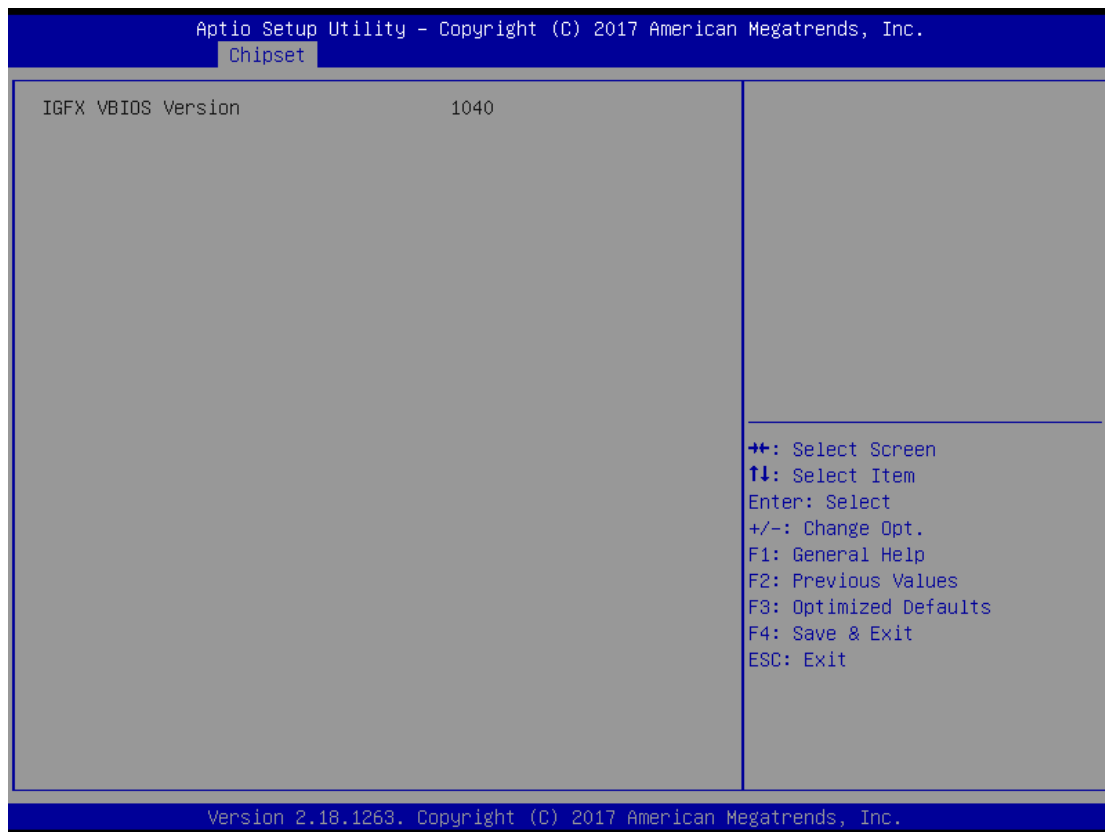 Aptio Setup Utility – Copyright (C) 2017 American Megatrends, Inc.
Chipset
IGFX VBIOS Version 1040
→←: Select Screen
↑↓: Select Item
Enter: Select
+/-: Change Opt.
F1: General Help
F2: Previous Values
F3: Optimized Defaults
F4: Save & Exit
ESC: Exit
Version 2.18.1263. Copyright (C) 2017 American Megatrends, Inc.